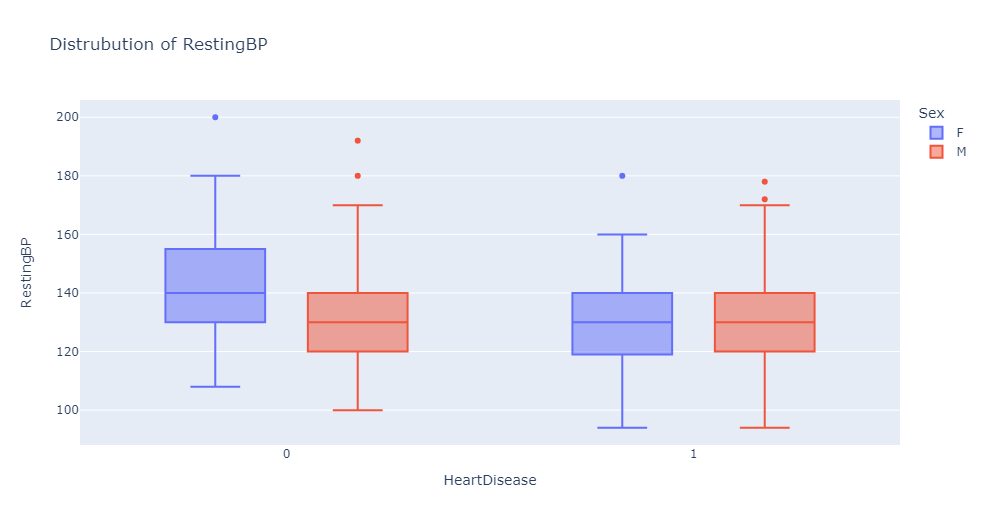 Distrubution of RestingBP
Sex
F
M
200
180
160
140
120
100
RestingBP
0
1
HeartDisease